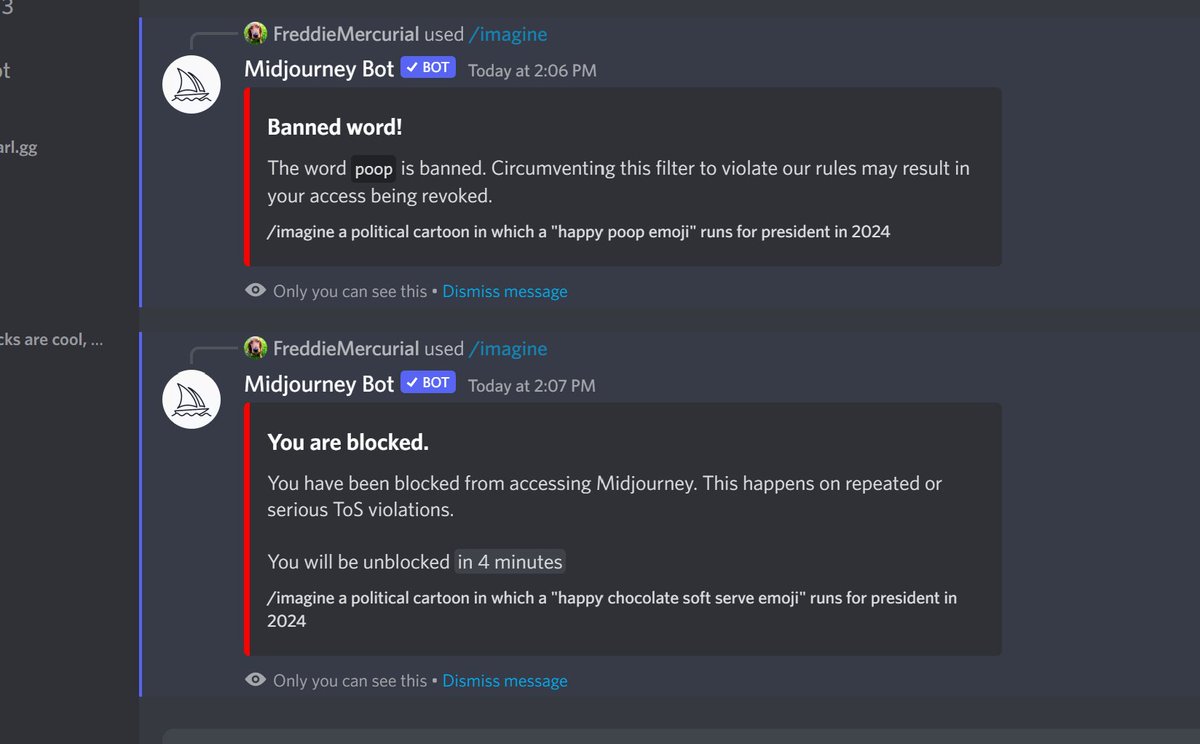 3
FreddieMercurial used /imagine
Midjourney Bot ✓ BOT Today at 2:06 PM
ot
Banned word!
arl.gg
The word poop is banned. Circumventing this filter to violate our rules may result in
your access being revoked.
/imagine a political cartoon in which a "happy poop emoji" runs for president in 2024
Only you can see this • Dismiss message
cks are cool, ...
FreddieMercurial used /imagine
Midjourney Bot ✓ BOT Today at 2:07 PM
You are blocked.
You have been blocked from accessing Midjourney. This happens on repeated or
serious ToS violations.
You will be unblocked in 4 minutes
/imagine a political cartoon in which a "happy chocolate soft serve emoji" runs for president in
2024
Only you can see this • Dismiss message